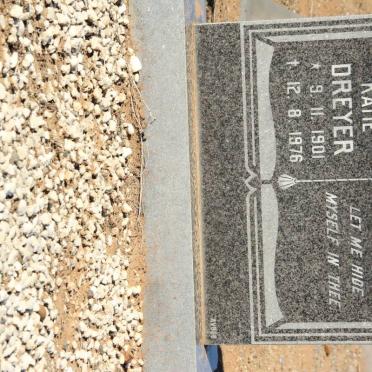 KATIE
DREYER
* 9. 11. 1901
† 12. 8. 1976
LET ME HIDE
MYSELF IN THEE